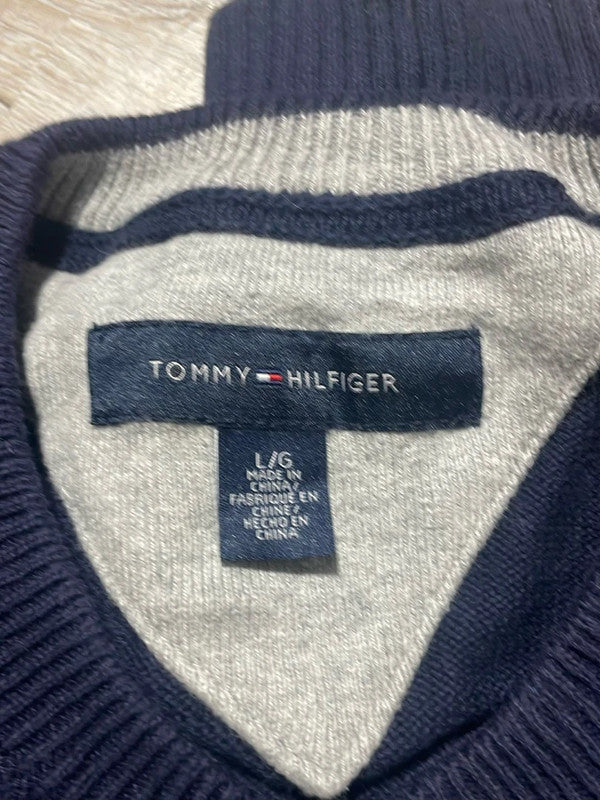 TOMMY HILFIGER
L/G
MADE IN
CHINA/
FABRIQUÉ EN
CHINE/
HECHO EN
CHINA